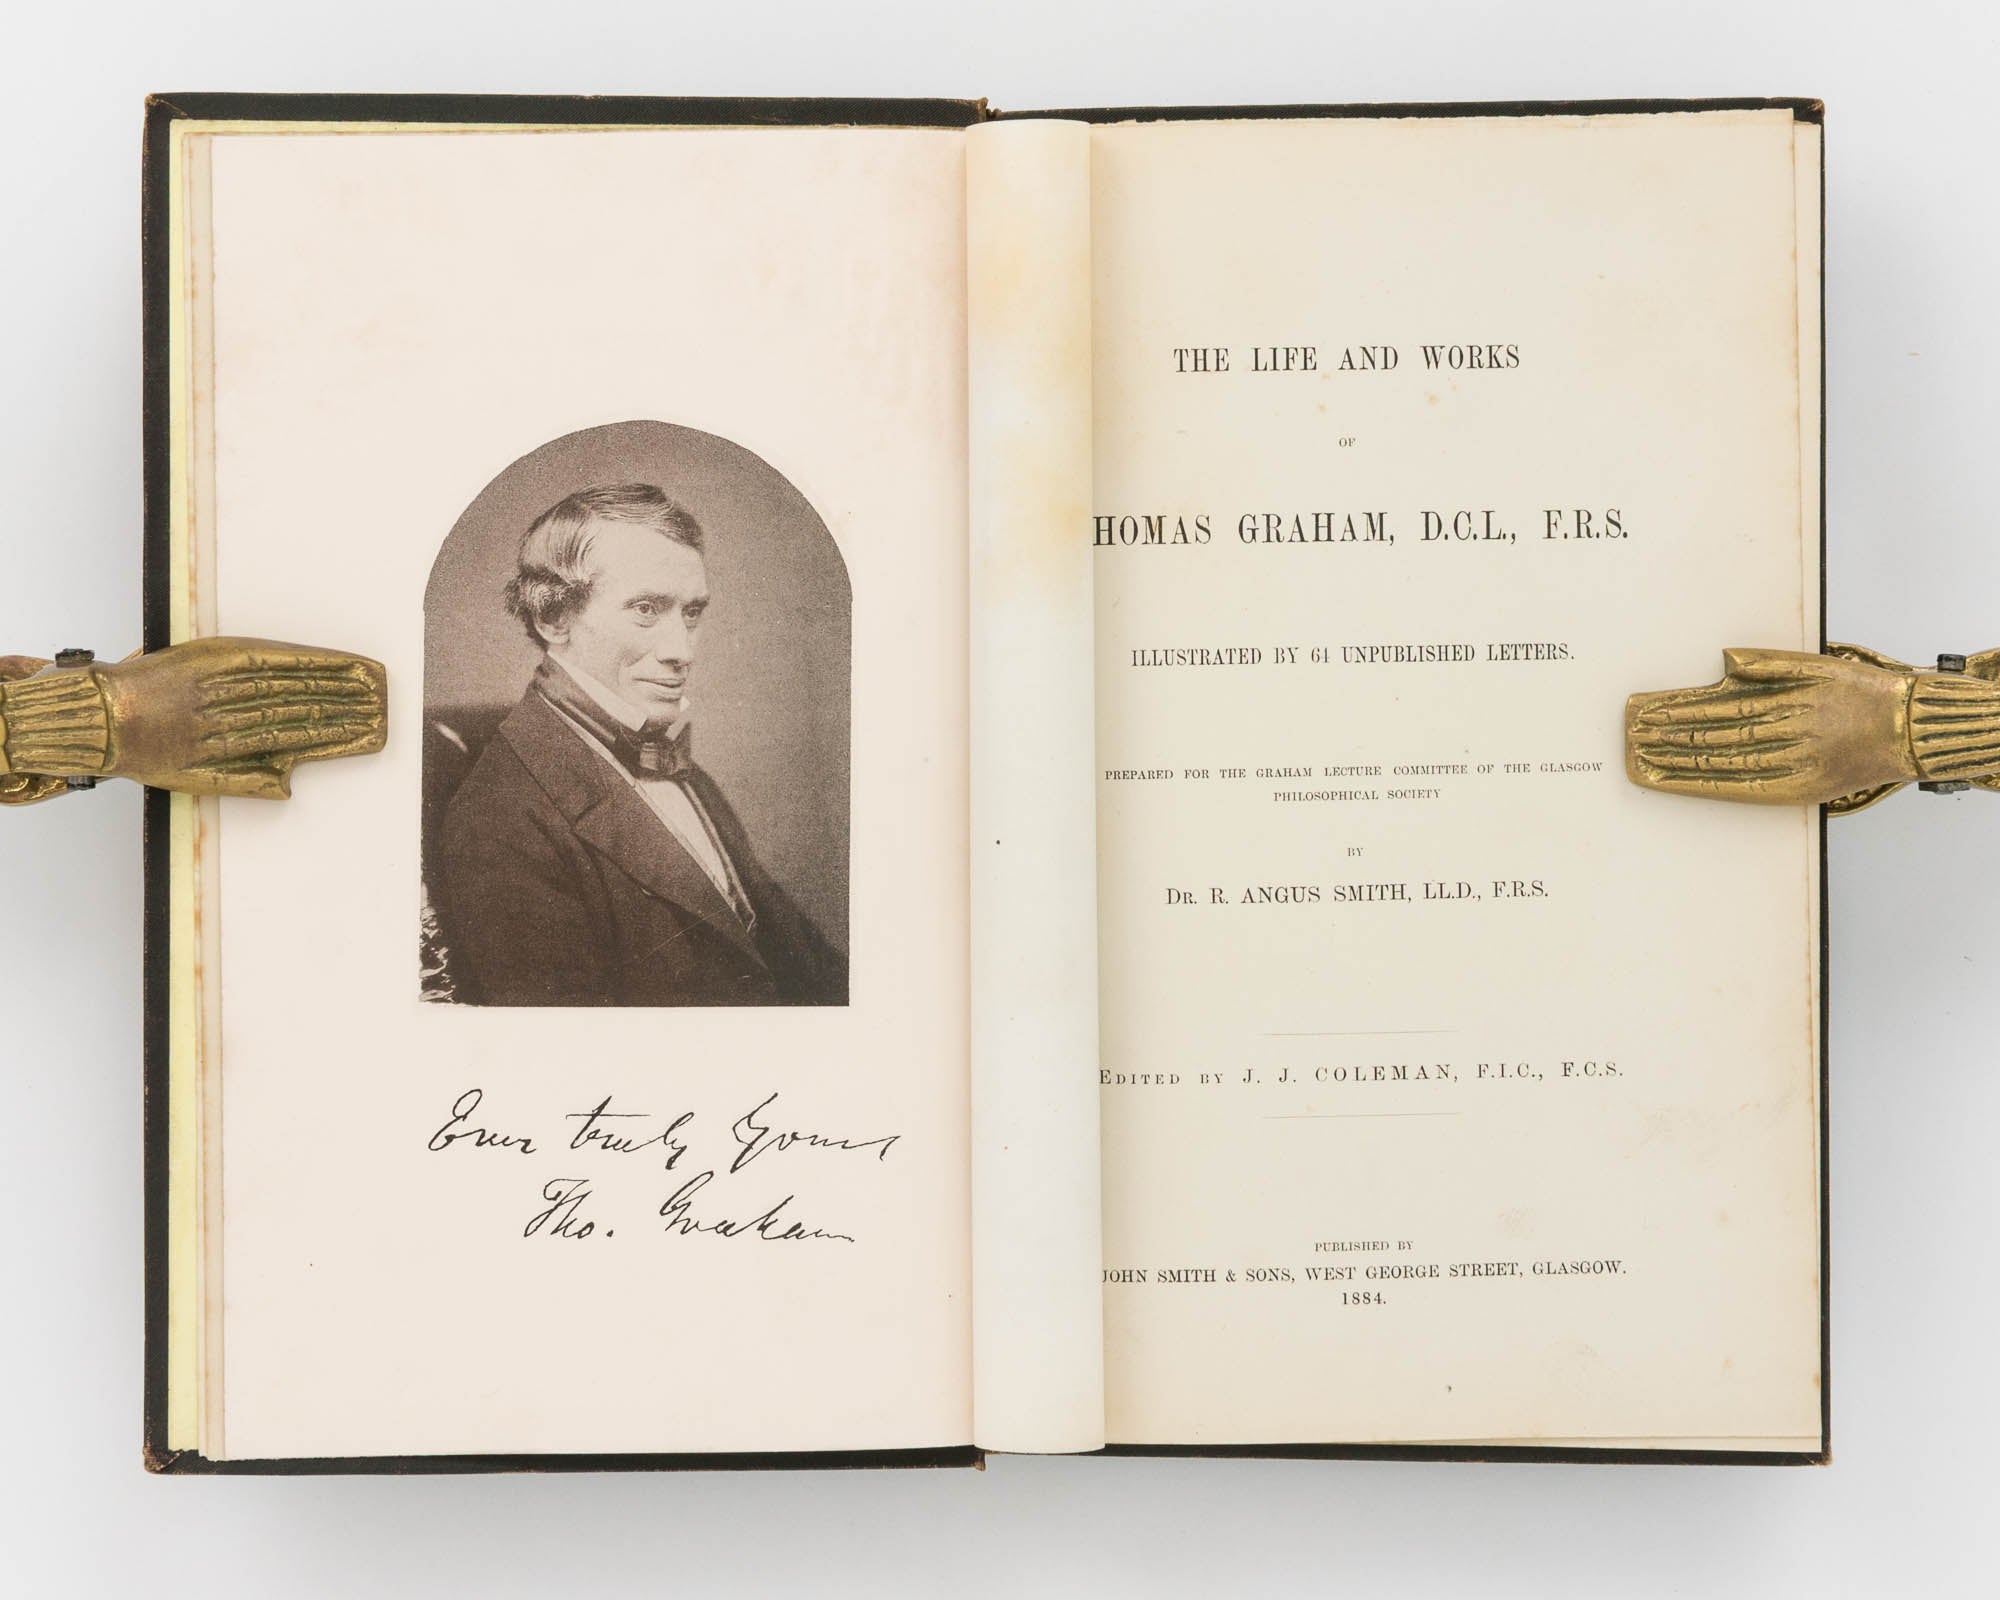 Ever truly Yours
Tho. Graham
THE LIFE AND WORKS
OF
HOMAS GRAHAM, D.C.L., F.R.S.
ILLUSTRATED BY 64 UNPUBLISHED LETTERS.
PREPARED FOR THE GRAHAM LECTURE COMMITTEE OF THE GLASGOW
PHILOSOPHICAL SOCIETY
BY
DR. R. ANGUS SMITH, LL.D., F.R.S.
EDITED BY J. J. COLEMAN, F.I.C., F.C.S.
PUBLISHED BY
JOHN SMITH & SONS, WEST GEORGE STREET, GLASGOW.
1884.